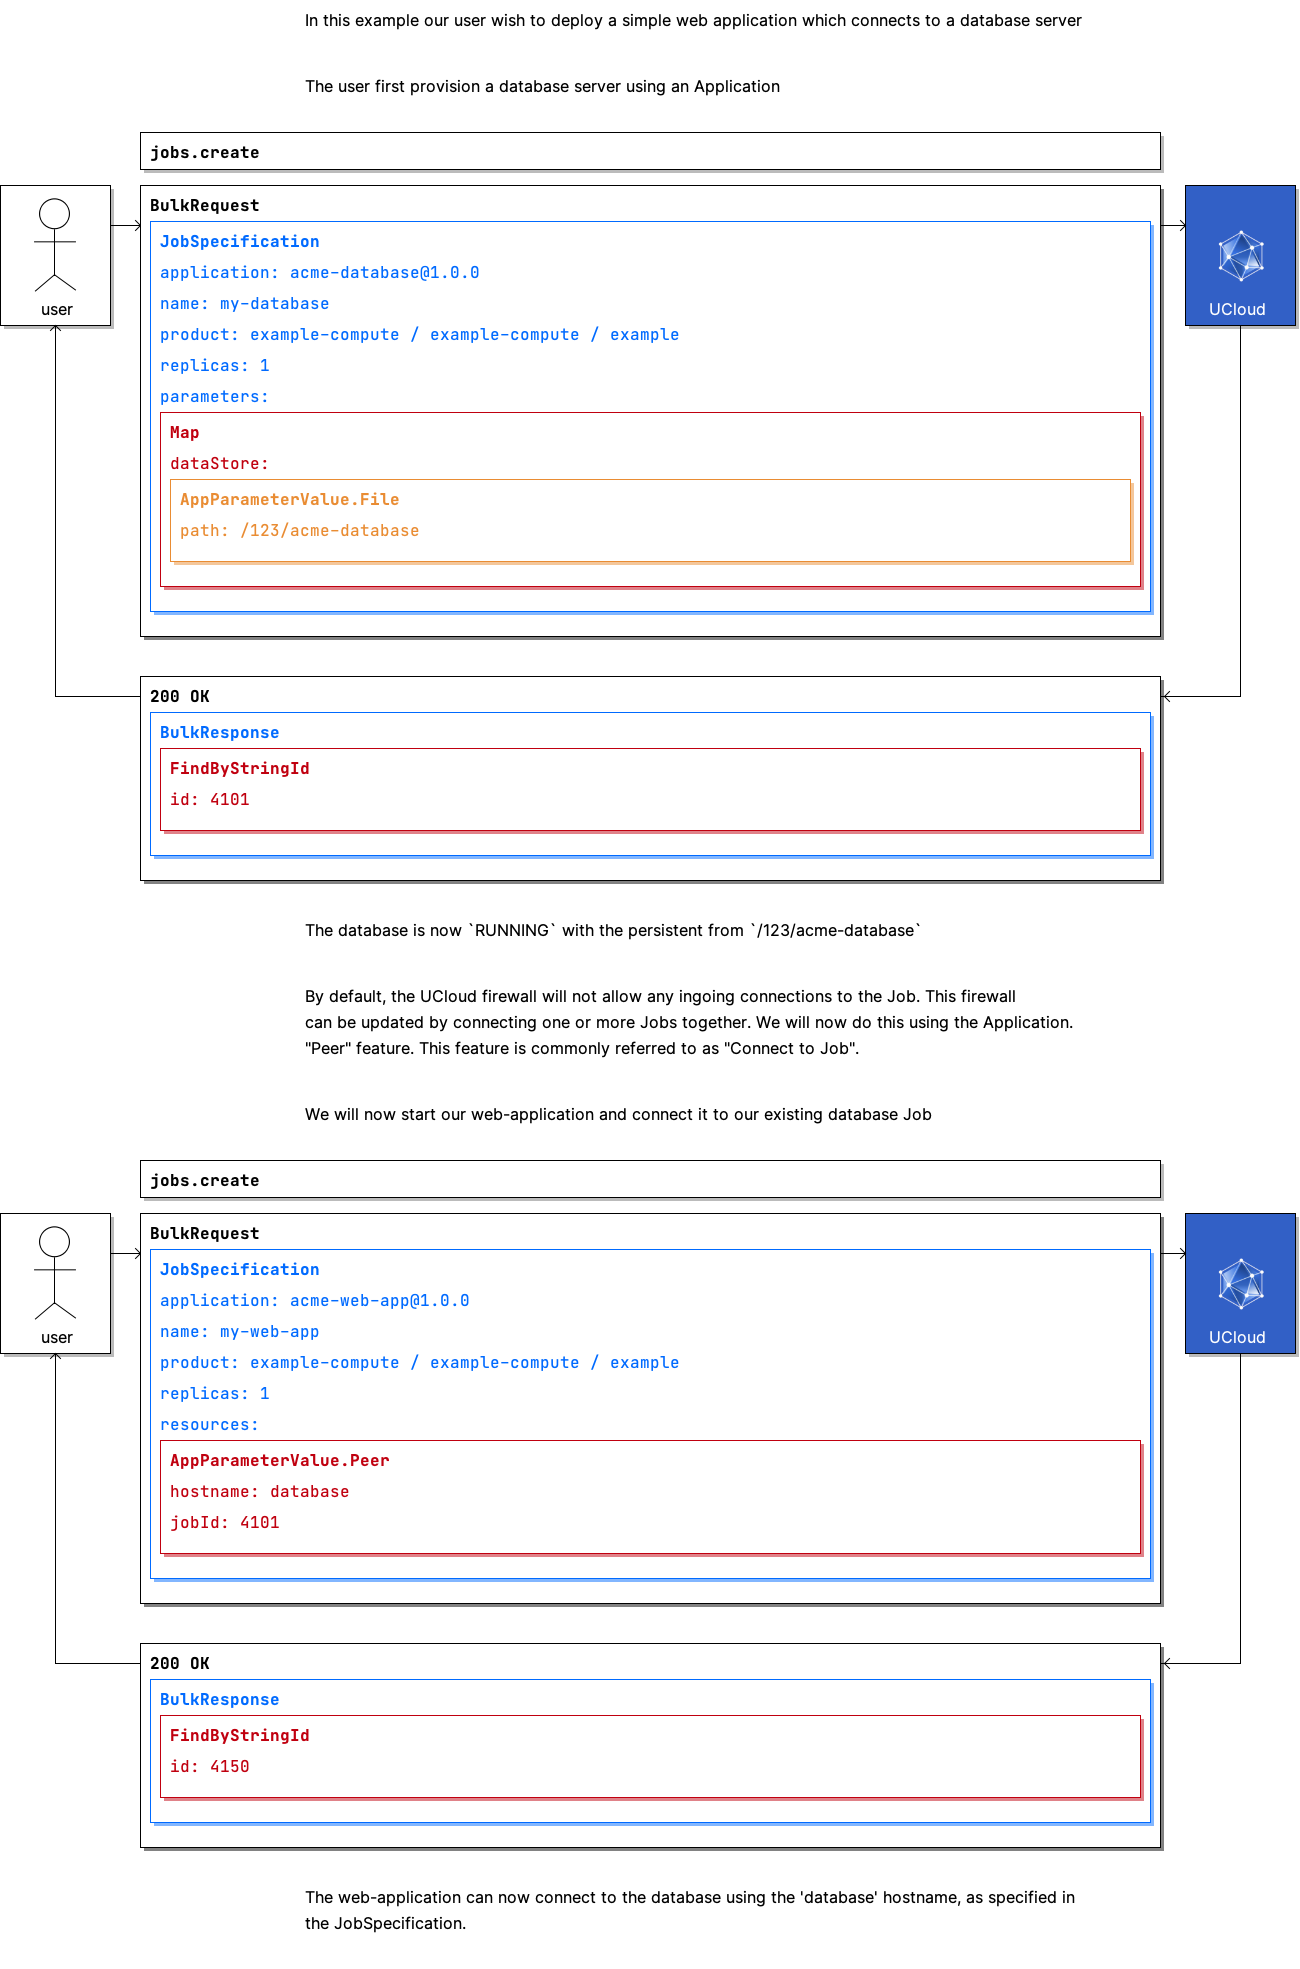 In this example our user wish to deploy a simple web application which connects to a database server
The user first provision a database server using an Application
jobs.create
BulkRequest
JobSpecification
application: acme-database@1.0.0
name: my-database
product: example-compute / example-compute / example
replicas: 1
parameters:
Map
dataStore:
AppParameterValue.File
path: /123/acme-database
user
UCloud
200 OK
BulkResponse
FindByStringId
id: 4101
The database is now `RUNNING` with the persistent from `/123/acme-database`
By default, the UCloud firewall will not allow any ingoing connections to the Job. This firewall
can be updated by connecting one or more Jobs together. We will now do this using the Application.
"Peer" feature. This feature is commonly referred to as "Connect to Job".
We will now start our web-application and connect it to our existing database Job
jobs.create
BulkRequest
JobSpecification
application: acme-web-app@1.0.0
name: my-web-app
product: example-compute / example-compute / example
replicas: 1
resources:
AppParameterValue.Peer
hostname: database
jobId: 4101
user
UCloud
200 OK
BulkResponse
FindByStringId
id: 4150
The web-application can now connect to the database using the 'database' hostname, as specified in
the JobSpecification.